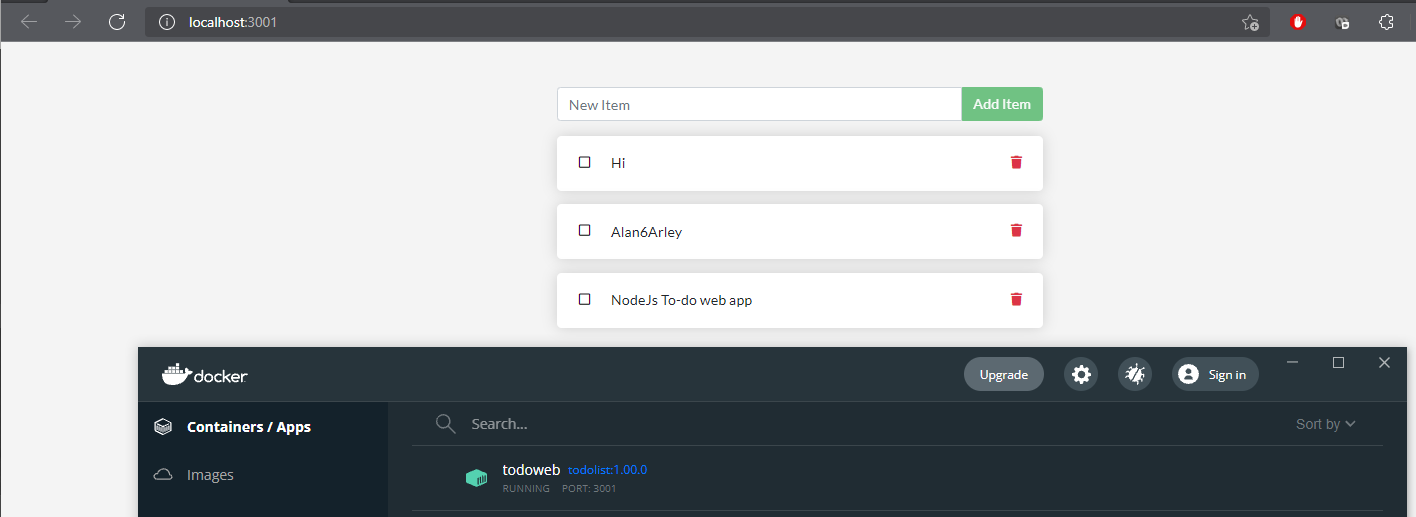 localhost:3001
New Item
Add Item
Hi
Alan6Arley
NodeJs To-do web app
docker
Upgrade
Sign in
Containers / Apps
Search...
Sort by
Images
todoweb todolist:1.00.0
RUNNING PORT: 3001